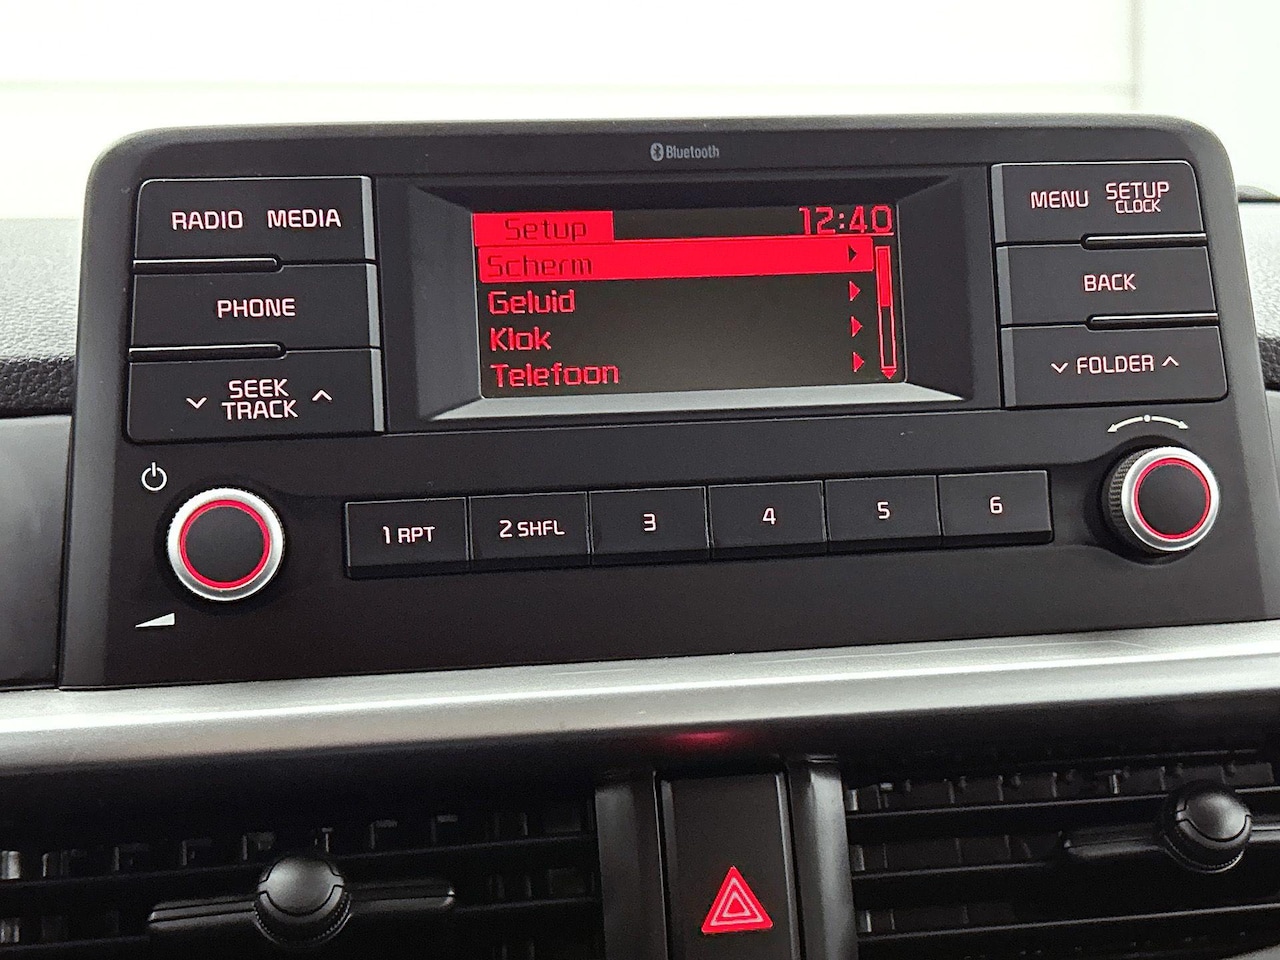 Bluetooth
RADIO MEDIA
PHONE
SEEK
TRACK
Setup 12:40
Scherm
Geluid
Klok
Telefoon
MENU SETUP
CLOCK
BACK
FOLDER
1 RPT 2 SHFL 3 4 5 6